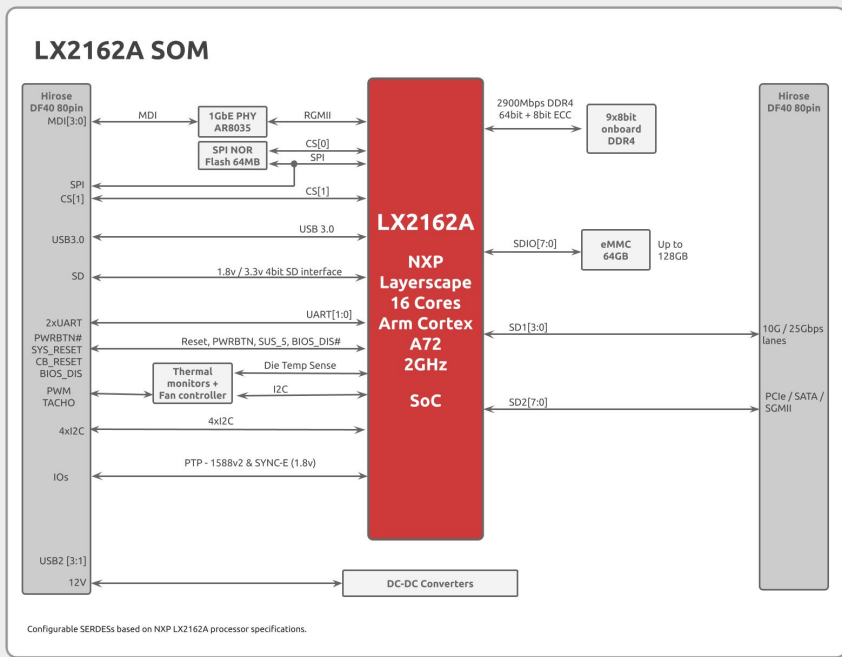 LX2162A SOM
Hirose
DF40 80pin
MDI[3:0]
SPI
CS[1]
USB3.0
SD
2xUART
PWRBTN#
SYS_RESET
CB_RESET
BIOS_DIS
PWM
TACHO
4xI2C
IOs
USB2 [3:1]
12V
MDI
1GbE PHY
AR8035
RGMII
SPI NOR
Flash 64MB
CS[0]
SPI
CS[1]
USB 3.0
1.8v / 3.3v 4bit SD interface
UART[1:0]
Reset, PWRBTN, SUS_S, BIOS_DIS#
Thermal
monitors +
Fan controller
Die Temp Sense
I2C
4xI2C
PTP - 1588v2 & SYNC-E (1.8v)
DC-DC Converters
LX2162A
NXP
Layerscape
16 Cores
Arm Cortex
A72
2GHz
SoC
2900Mbps DDR4
64bit + 8bit ECC
9x8bit
onboard
DDR4
SDIO[7:0]
eMMC
64GB
Up to
128GB
SD1[3:0]
SD2[7:0]
Hirose
DF40 80pin
10G / 25Gbps
lanes
PCIe / SATA /
SGMII
Configurable SERDESs based on NXP LX2162A processor specifications.